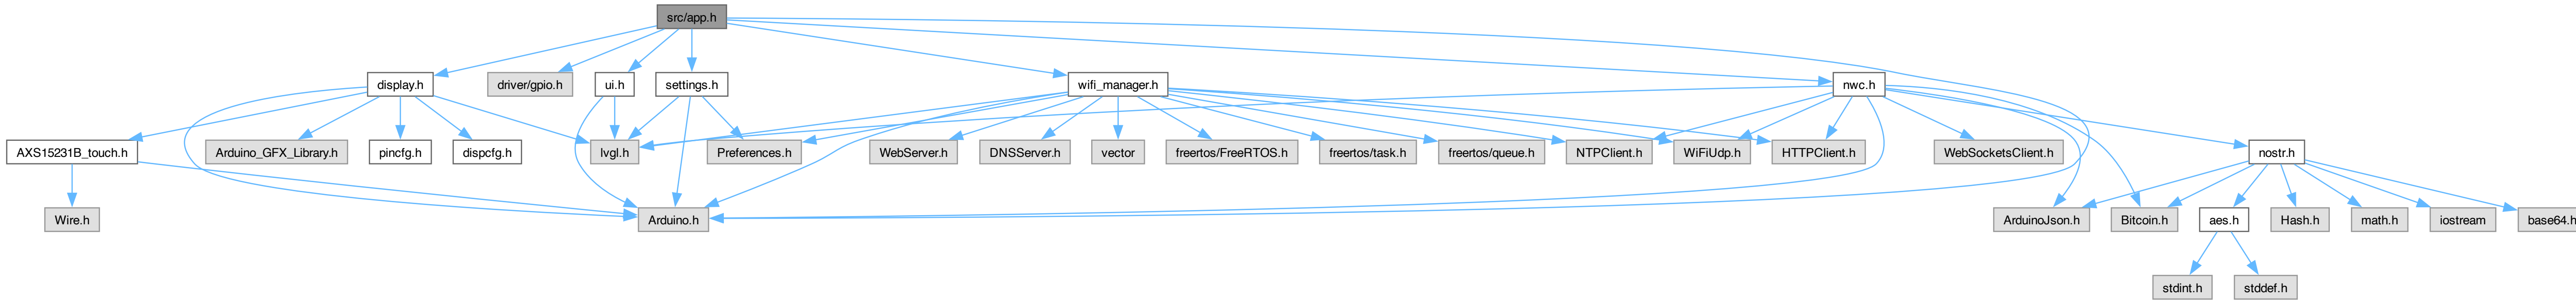 src/app.h
display.h
driver/gpio.h
ui.h
settings.h
wifi_manager.h
nwc.h
AXS15231B_touch.h
Arduino_GFX_Library.h
pincfg.h
dispcfg.h
lvgl.h
Preferences.h
WebServer.h
DNSServer.h
vector
freertos/FreeRTOS.h
freertos/task.h
freertos/queue.h
NTPClient.h
WiFiUdp.h
HTTPClient.h
WebSocketsClient.h
nostr.h
Wire.h
Arduino.h
ArduinoJson.h
Bitcoin.h
aes.h
Hash.h
math.h
iostream
base64.h
stdint.h
stddef.h